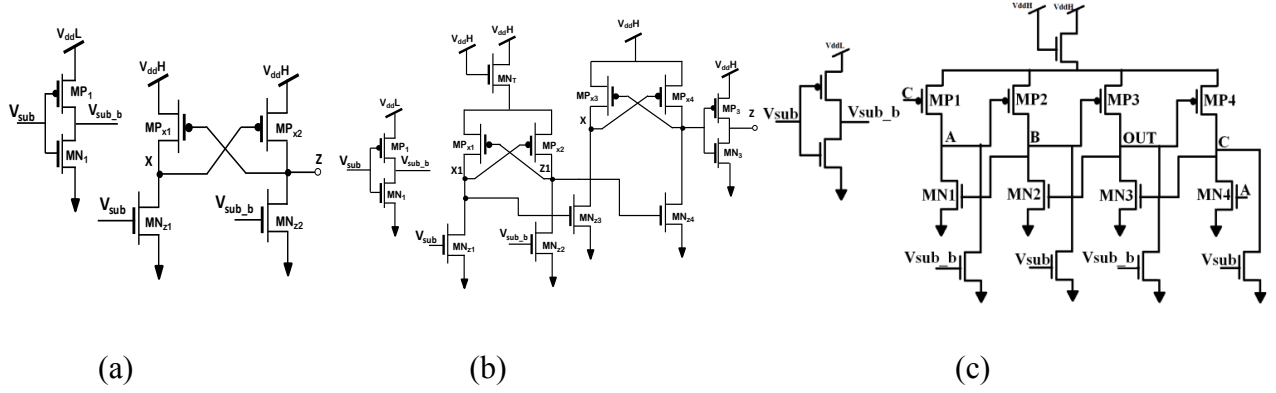 VddL
MP1
Vsub
Vsub_b
MN1
VddH
VddH
MPx1
MPx2
X
Z
Vsub
MNz1
Vsub_b
MNz2
(a)
VddL
MP1
Vsub
Vsub_b
MN1
VddH
VddH
MNT
MPx1
MPx2
X1
Z1
Vsub
MNz1
Vsub_b
MNz2
VddH
MPx3
MPx4
X
MNz3
MNz4
VddH
MP3
Z
MN3
(b)
VddL
Vsub
Vsub_b
VddH
VddH
C
MP1
MP2
MP3
MP4
A
B
OUT
C
MN1
MN2
MN3
MN4
A
Vsub_b
Vsub
Vsub_b
Vsub
(c)